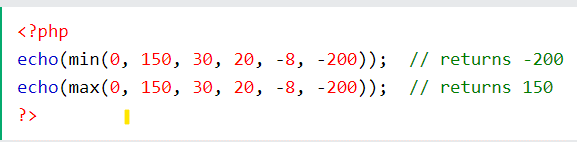 <?php
echo(min(0, 150, 30, 20, -8, -200));  // returns -200
echo(max(0, 150, 30, 20, -8, -200));  // returns 150
?>